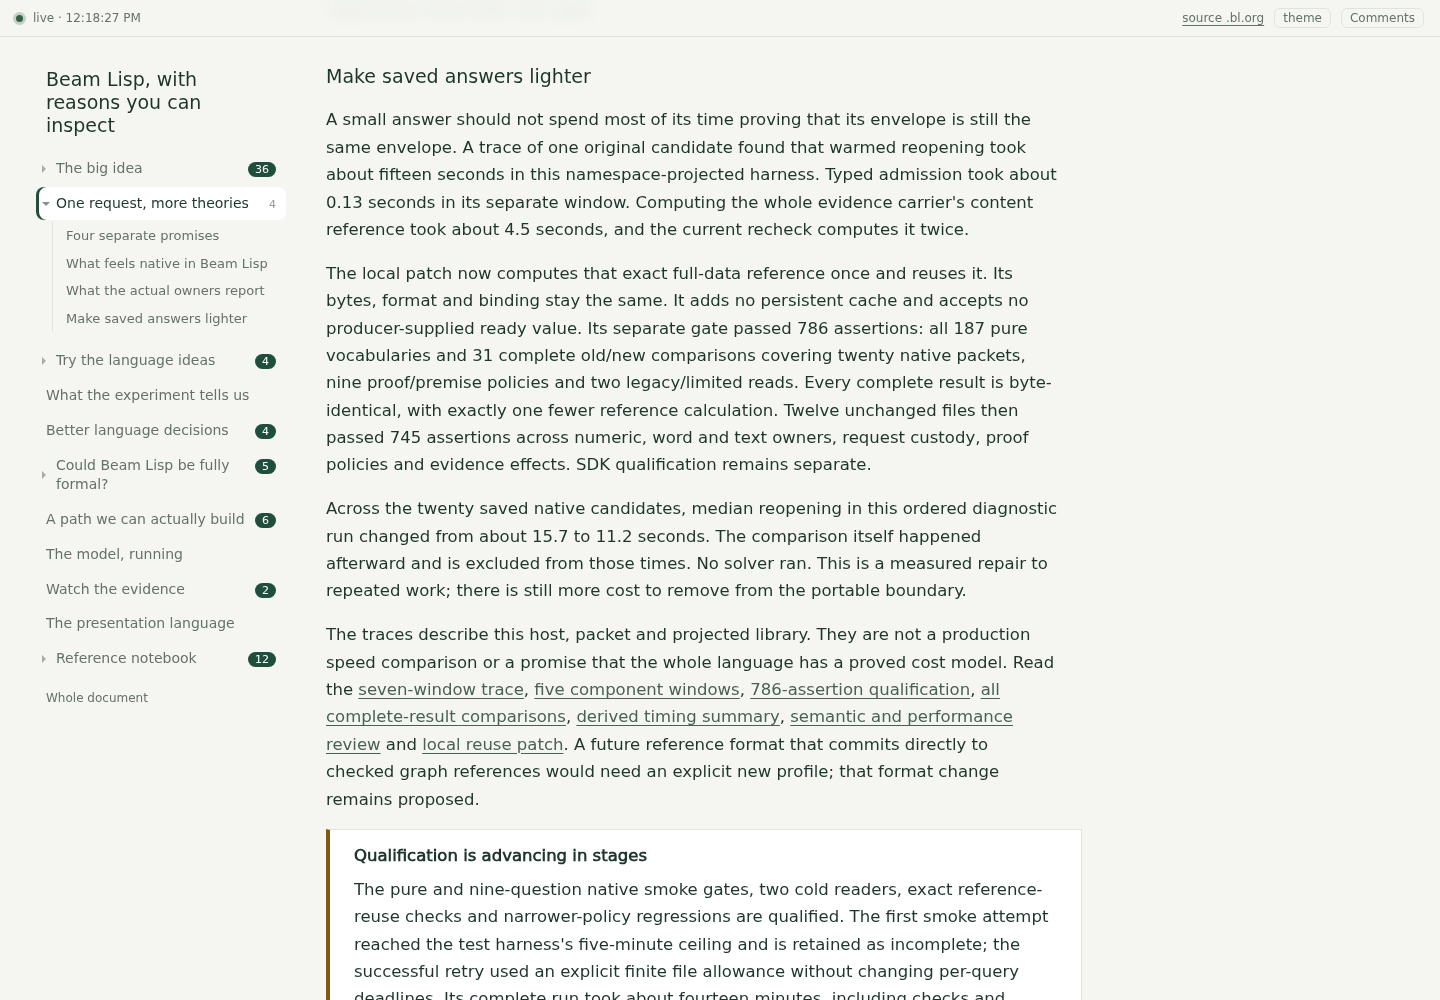 live · 12:18:27 PM
source .bl.org
theme
Comments
Beam Lisp, with
reasons you can
inspect
The big idea 36
One request, more theories 4
Four separate promises
What feels native in Beam Lisp
What the actual owners report
Make saved answers lighter
Try the language ideas 4
What the experiment tells us
Better language decisions 4
Could Beam Lisp be fully 5
formal?
A path we can actually build 6
The model, running
Watch the evidence 2
The presentation language
Reference notebook 12
Whole document
Make saved answers lighter
A small answer should not spend most of its time proving that its envelope is still the
same envelope. A trace of one original candidate found that warmed reopening took
about fifteen seconds in this namespace-projected harness. Typed admission took about
0.13 seconds in its separate window. Computing the whole evidence carrier's content
reference took about 4.5 seconds, and the current recheck computes it twice.
The local patch now computes that exact full-data reference once and reuses it. Its
bytes, format and binding stay the same. It adds no persistent cache and accepts no
producer-supplied ready value. Its separate gate passed 786 assertions: all 187 pure
vocabularies and 31 complete old/new comparisons covering twenty native packets,
nine proof/premise policies and two legacy/limited reads. Every complete result is byte-
identical, with exactly one fewer reference calculation. Twelve unchanged files then
passed 745 assertions across numeric, word and text owners, request custody, proof
policies and evidence effects. SDK qualification remains separate.
Across the twenty saved native candidates, median reopening in this ordered diagnostic
run changed from about 15.7 to 11.2 seconds. The comparison itself happened
afterward and is excluded from those times. No solver ran. This is a measured repair to
repeated work; there is still more cost to remove from the portable boundary.
The traces describe this host, packet and projected library. They are not a production
speed comparison or a promise that the whole language has a proved cost model. Read
the seven-window trace, five component windows, 786-assertion qualification, all
complete-result comparisons, derived timing summary, semantic and performance
review and local reuse patch. A future reference format that commits directly to
checked graph references would need an explicit new profile; that format change
remains proposed.
Qualification is advancing in stages
The pure and nine-question native smoke gates, two cold readers, exact reference-
reuse checks and narrower-policy regressions are qualified. The first smoke attempt
reached the test harness's five-minute ceiling and is retained as incomplete; the
successful retry used an explicit finite file allowance without changing per-query
deadlines. Its complete run took about fourteen minutes, including checks and